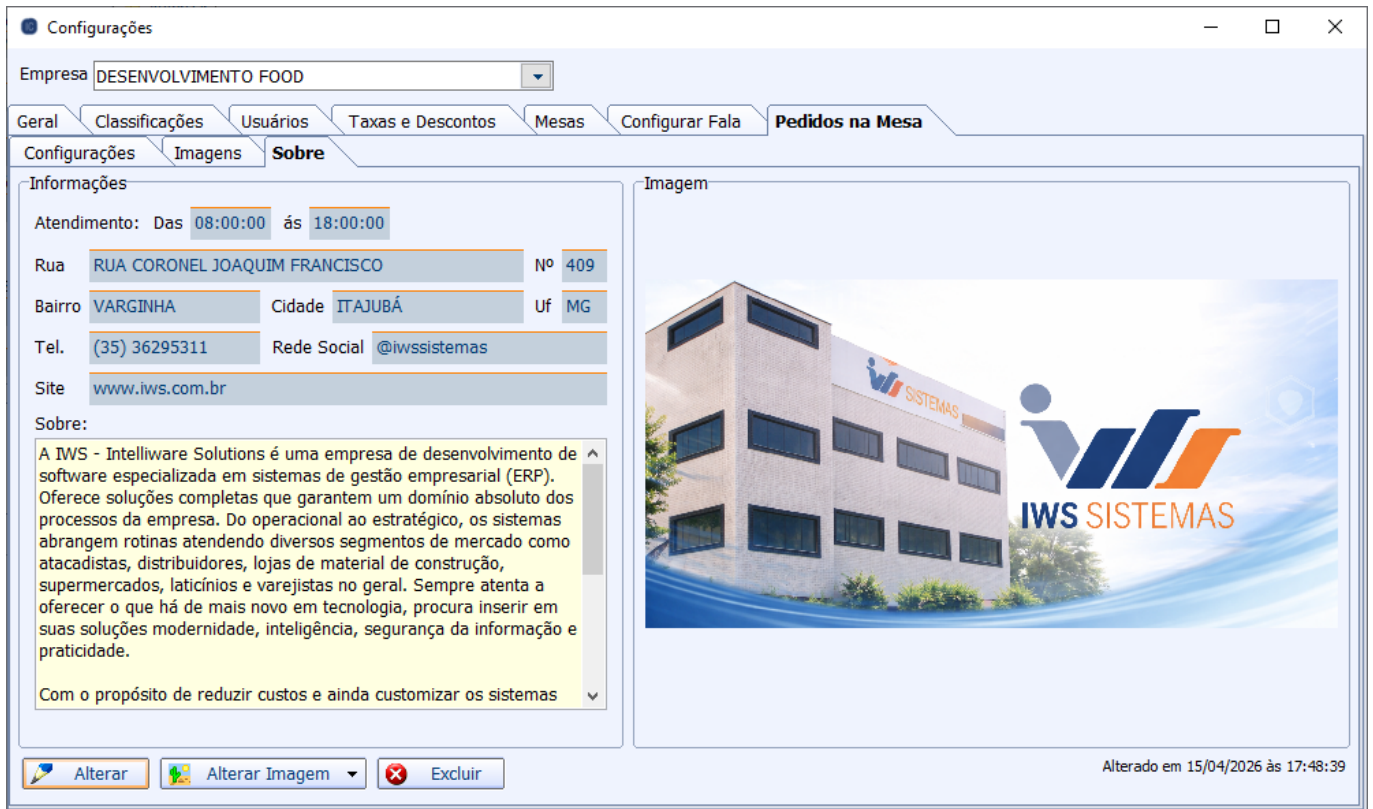 Configurações
Empresa DESENVOLVIMENTO FOOD
Geral Classificações Usuários Taxas e Descontos Mesas Configurar Fala Pedidos na Mesa
Configurações Imagens Sobre
Informações
Atendimento: Das 08:00:00 ás 18:00:00
Rua RUA CORONEL JOAQUIM FRANCISCO Nº 409
Bairro VARGINHA Cidade ITAJUBÁ Uf MG
Tel. (35) 36295311 Rede Social @iwssistemas
Site www.iws.com.br
Sobre:
A IWS - Intelliware Solutions é uma empresa de desenvolvimento de
software especializada em sistemas de gestão empresarial (ERP).
Oferece soluções completas que garantem um domínio absoluto dos
processos da empresa. Do operacional ao estratégico, os sistemas
abrangem rotinas atendendo diversos segmentos de mercado como
atacadistas, distribuidores, lojas de material de construção,
supermercados, laticínios e varejistas no geral. Sempre atenta a
oferecer o que há de mais novo em tecnologia, procura inserir em
suas soluções modernidade, inteligência, segurança da informação e
praticidade.
Com o propósito de reduzir custos e ainda customizar os sistemas
Imagem
iws SISTEMAS
iws
IWS SISTEMAS
Alterar Alterar Imagem Excluir
Alterado em 15/04/2026 às 17:48:39